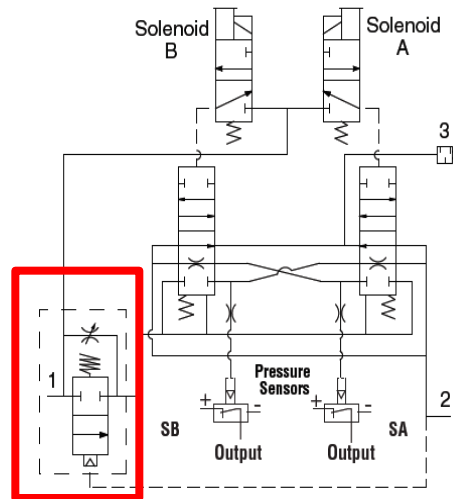 Solenoid
B
Solenoid
A
3
1
Pressure
Sensors
2
+
-
+
-
SB
SA
Output
Output